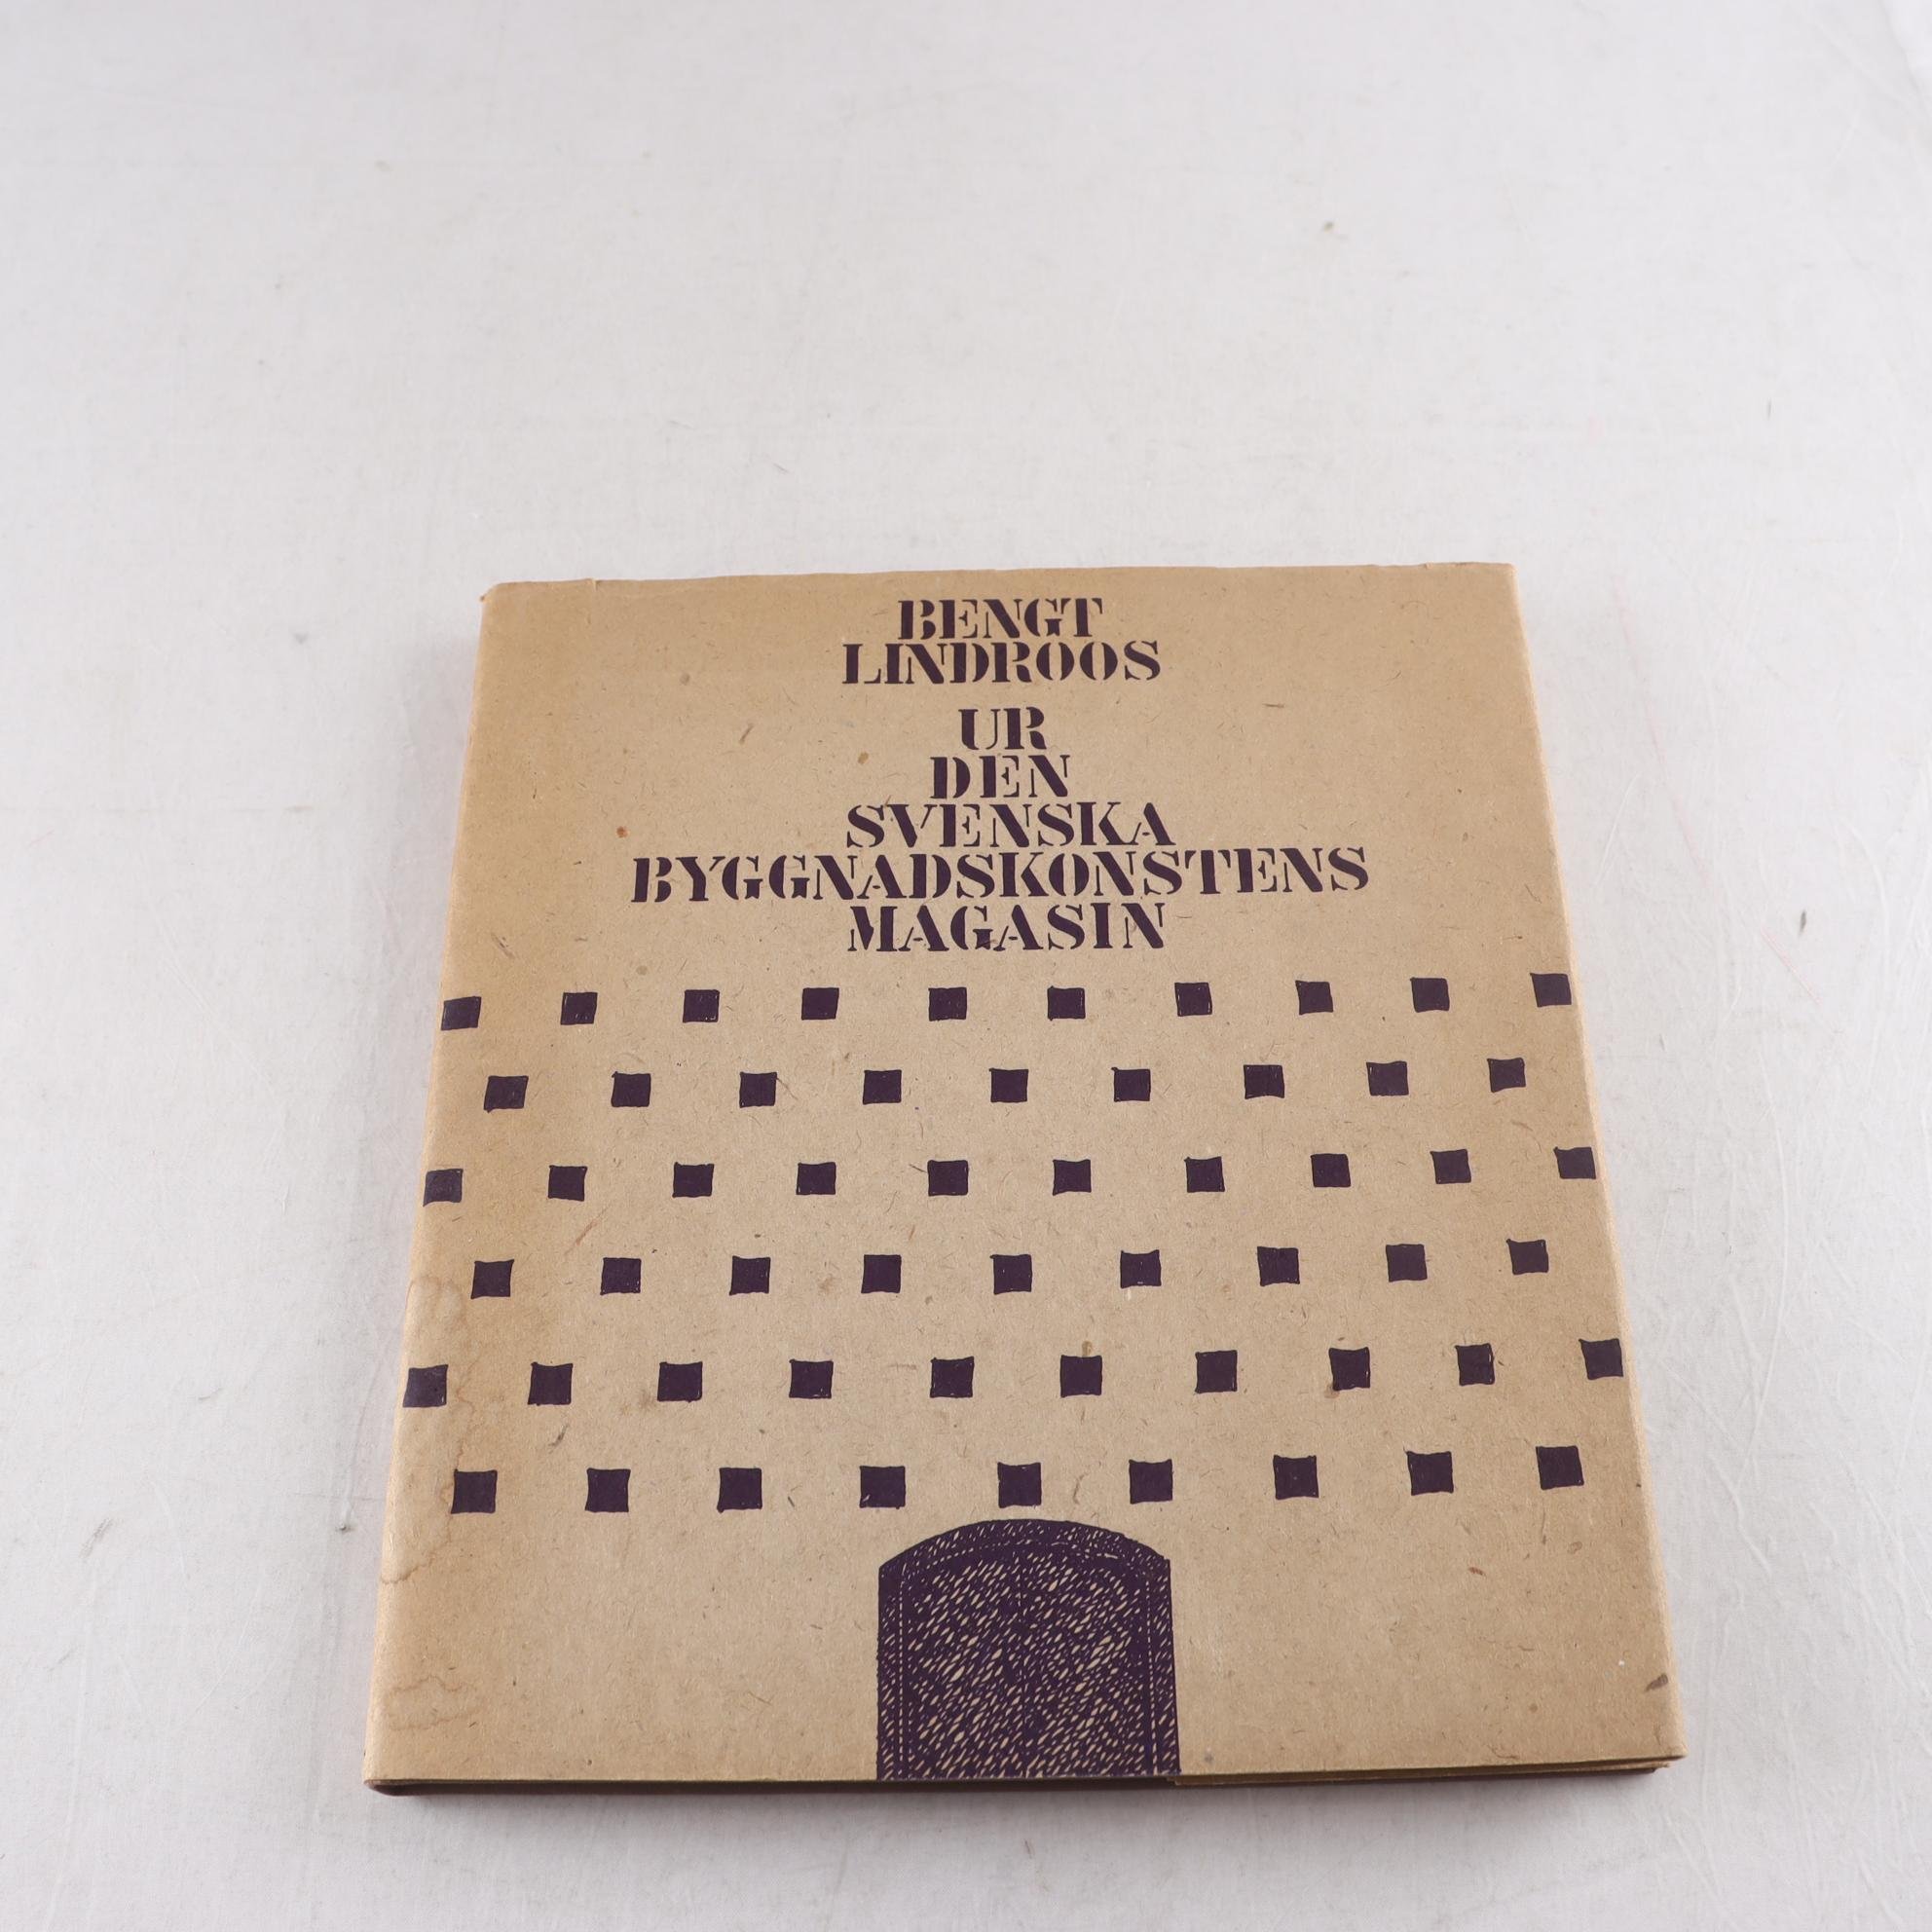 BENGT
LINDROOS
UR
DEN
SVENSKA
BYGGNADSKONSTENS
MAGASIN